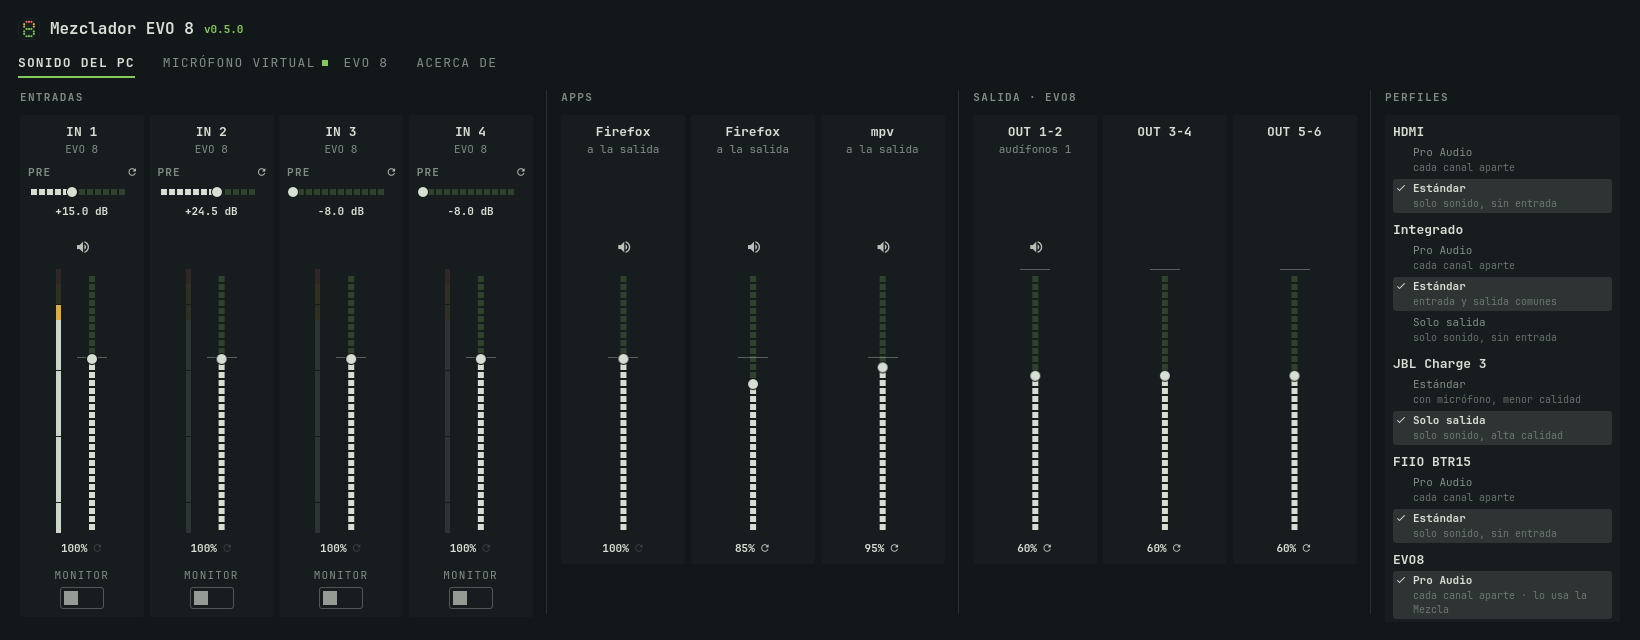 Mezclador EVO 8 v0.5.0
SONIDO DEL PC MICRÓFONO VIRTUAL EVO 8 ACERCA DE
ENTRADAS
IN 1
EVO 8
PRE
+15.0 dB
100%
MONITOR
IN 2
EVO 8
PRE
+24.5 dB
100%
MONITOR
IN 3
EVO 8
PRE
-8.0 dB
100%
MONITOR
IN 4
EVO 8
PRE
-8.0 dB
100%
MONITOR
APPS
Firefox
a la salida
100%
Firefox
a la salida
85%
mpv
a la salida
95%
SALIDA · EVO8
OUT 1-2
audífonos 1
60%
OUT 3-4
60%
OUT 5-6
60%
PERFILES
HDMI
Pro Audio
cada canal aparte
Estándar
solo sonido, sin entrada
Integrado
Pro Audio
cada canal aparte
Estándar
entrada y salida comunes
Solo salida
solo sonido, sin entrada
JBL Charge 3
Estándar
con micrófono, menor calidad
Solo salida
solo sonido, alta calidad
FIIO BTR15
Pro Audio
cada canal aparte
Estándar
solo sonido, sin entrada
EVO8
Pro Audio
cada canal aparte · lo usa la
Mezcla